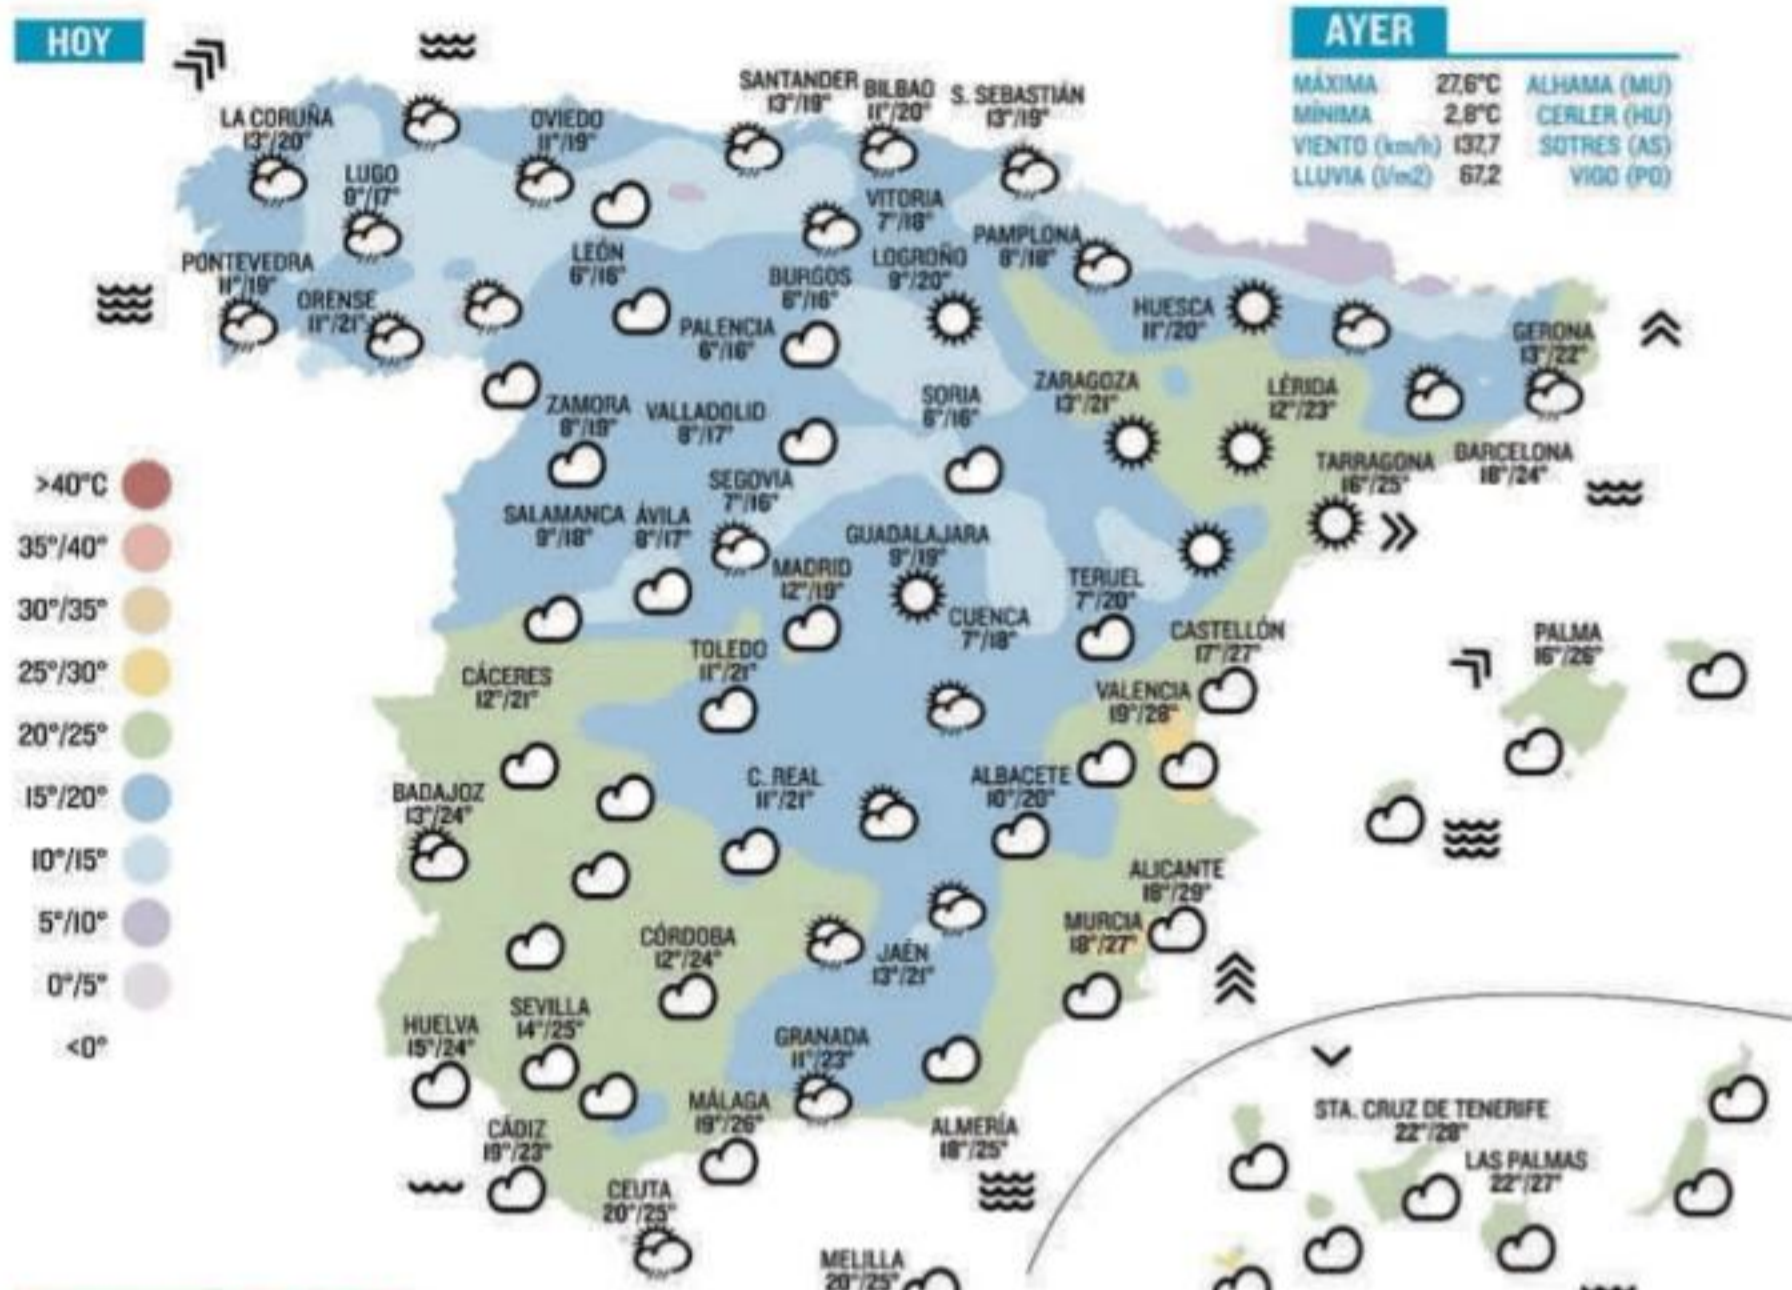 HOY
AYER
MÁXIMA 27,6°C ALHAMA (MU)
MÍNIMA 2,8°C CERLER (HU)
VIENTO (km/h) 137,7 SOTRES (AS)
LLUVIA (l/m2) 67,2 VIGO (PO)
LA CORUÑA
13°/20°
LUGO
9°/17°
OVIEDO
11°/19°
SANTANDER
13°/19°
BILBAO
11°/20°
S. SEBASTIÁN
13°/19°
PONTEVEDRA
11°/19°
ORENSE
11°/21°
LEÓN
6°/16°
VITORIA
7°/18°
LOGROÑO
9°/20°
PAMPLONA
8°/18°
BURGOS
6°/16°
PALENCIA
6°/16°
HUESCA
11°/20°
GERONA
13°/22°
ZAMORA
8°/19°
VALLADOLID
8°/17°
SORIA
6°/16°
ZARAGOZA
13°/21°
LÉRIDA
12°/23°
TARRAGONA
16°/25°
BARCELONA
18°/24°
SEGOVIA
7°/16°
SALAMANCA
9°/18°
ÁVILA
8°/17°
GUADALAJARA
9°/19°
MADRID
12°/19°
TERUEL
7°/20°
CUENCA
7°/18°
CASTELLÓN
17°/27°
PALMA
16°/26°
TOLEDO
11°/21°
CÁCERES
12°/21°
VALENCIA
19°/28°
BADAJOZ
13°/24°
C. REAL
11°/21°
ALBACETE
10°/20°
ALICANTE
18°/29°
MURCIA
18°/27°
CÓRDOBA
12°/24°
JAÉN
13°/21°
HUELVA
15°/24°
SEVILLA
14°/25°
GRANADA
11°/23°
MÁLAGA
19°/26°
ALMERÍA
18°/25°
CÁDIZ
19°/23°
CEUTA
20°/25°
MELILLA
20°/25°
STA. CRUZ DE TENERIFE
22°/28°
LAS PALMAS
22°/27°
>40°C
35°/40°
30°/35°
25°/30°
20°/25°
15°/20°
10°/15°
5°/10°
0°/5°
<0°